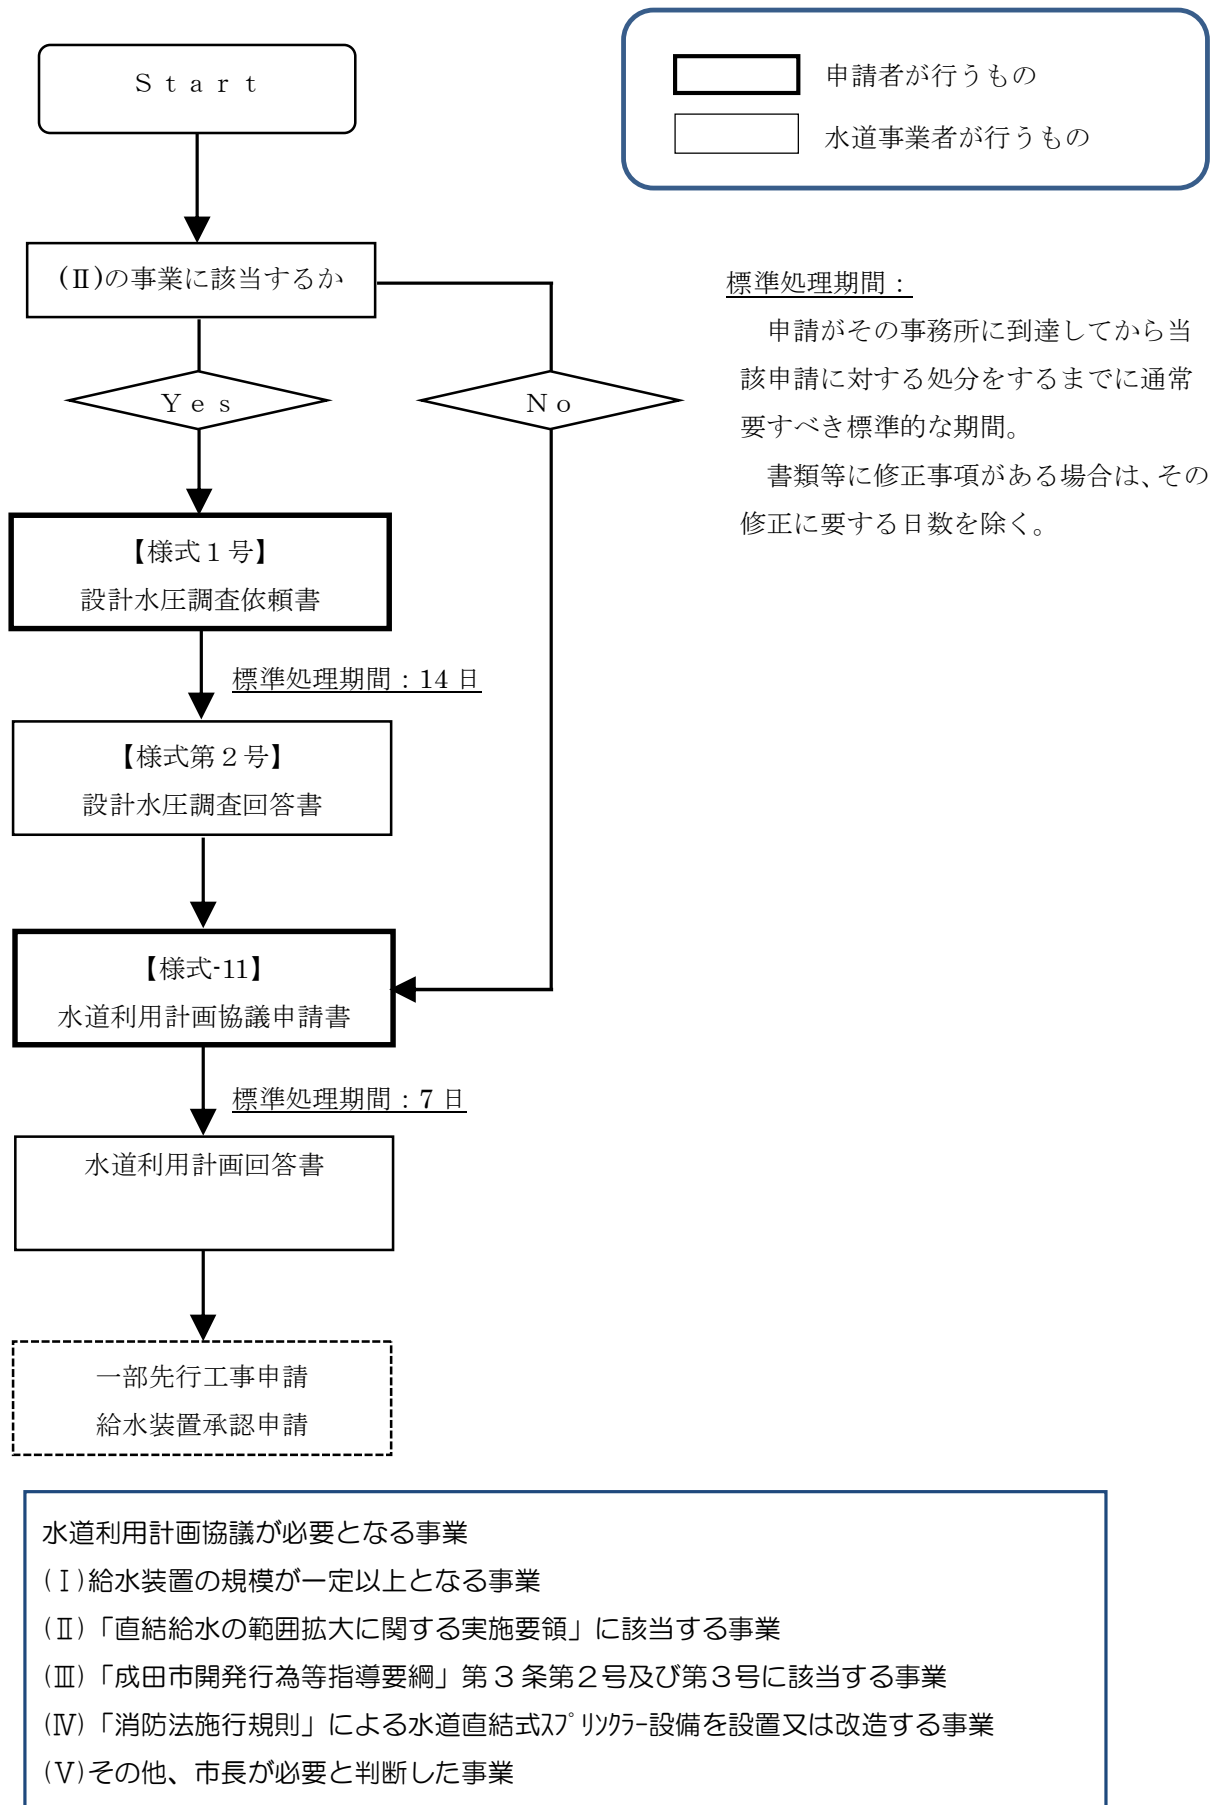 Ｓｔａｒｔ
申請者が行うもの
水道事業者が行うもの
(Ⅱ)の事業に該当するか
Ｙｅｓ
Ｎｏ
標準処理期間：
申請がその事務所に到達してから当
該申請に対する処分をするまでに通常
要すべき標準的な期間。
書類等に修正事項がある場合は、その
修正に要する日数を除く。
【様式１号】
設計水圧調査依頼書
標準処理期間：14 日
【様式第２号】
設計水圧調査回答書
【様式-11】
水道利用計画協議申請書
標準処理期間：7 日
水道利用計画回答書
一部先行工事申請
給水装置承認申請
水道利用計画協議が必要となる事業
(Ⅰ)給水装置の規模が一定以上となる事業
(Ⅱ)「直結給水の範囲拡大に関する実施要領」に該当する事業
(Ⅲ)「成田市開発行為等指導要綱」第３条第２号及び第３号に該当する事業
(Ⅳ)「消防法施行規則」による水道直結式ｽﾌﾟﾘﾝｸﾗｰ設備を設置又は改造する事業
(Ⅴ)その他、市長が必要と判断した事業